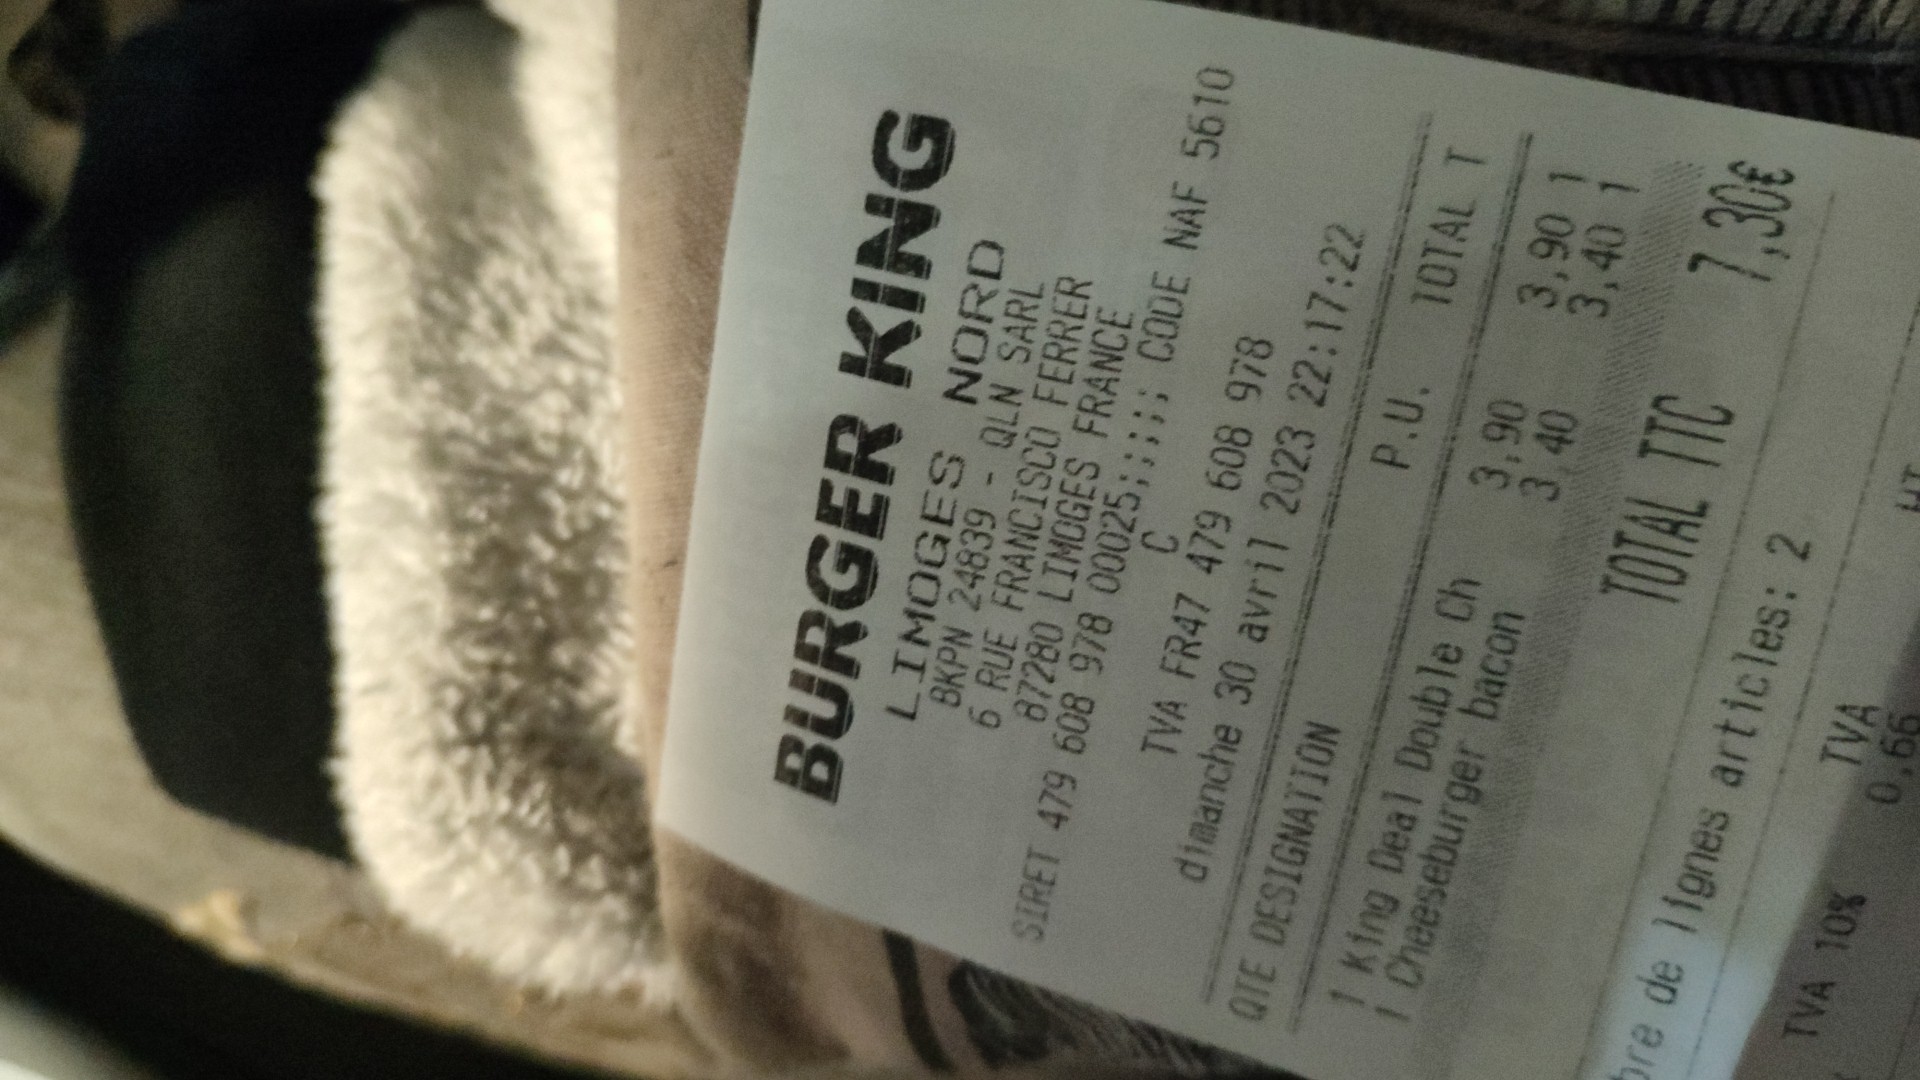 BURGER KING
LIMOGES NORD
BKPN 24839 - QLN SARL
6 RUE FRANCISCO FERRER
87280 LIMOGES FRANCE
SIRET 479 608 978 00025;;;;;; CODE NAF 5610
C
TVA FR47 479 608 978
dimanche 30 avril 2023 22:17:22
QTE DESIGNATION P.U. TOTAL T
1 King Deal Double Ch 3,90 3,90 1
1 Cheeseburger bacon 3,40 3,40 1
TOTAL TTC 7,30€
bre de lignes articles: 2
TVA HT
TVA 10% 0,66